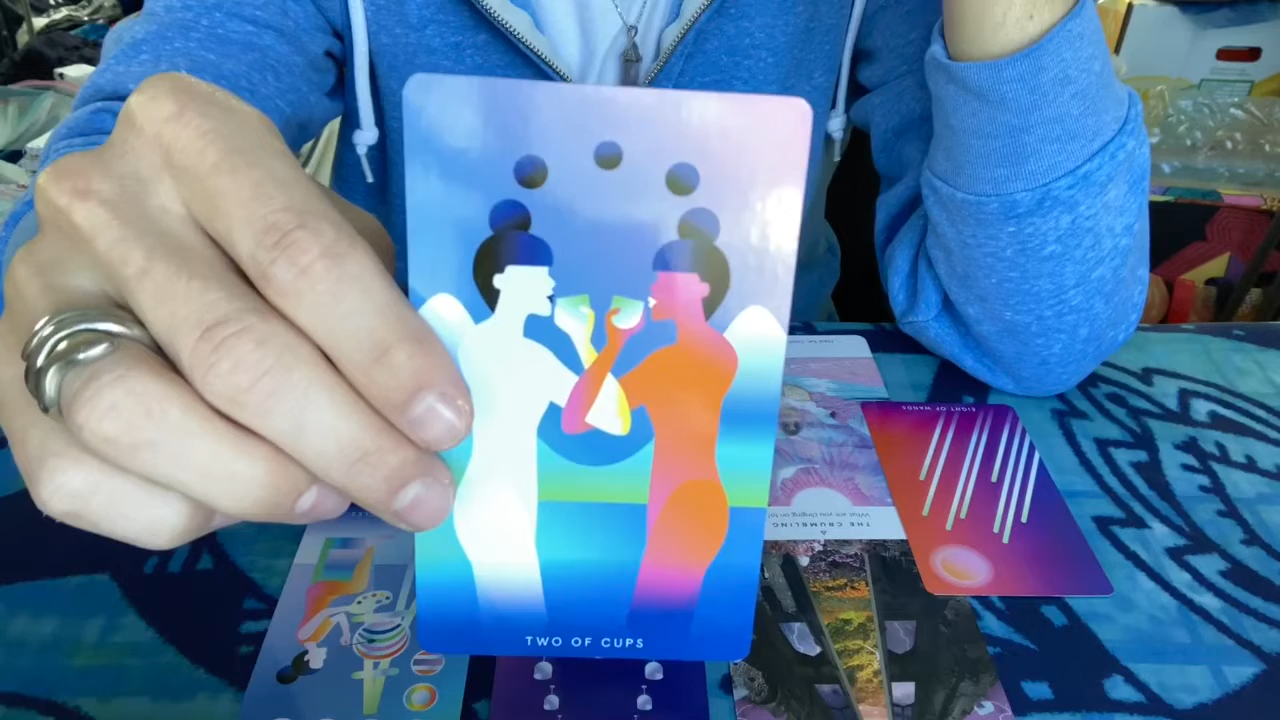 TWO OF CUPS
EIGHT OF WANDS
THE CRUMBLING
What are you clinging on to?